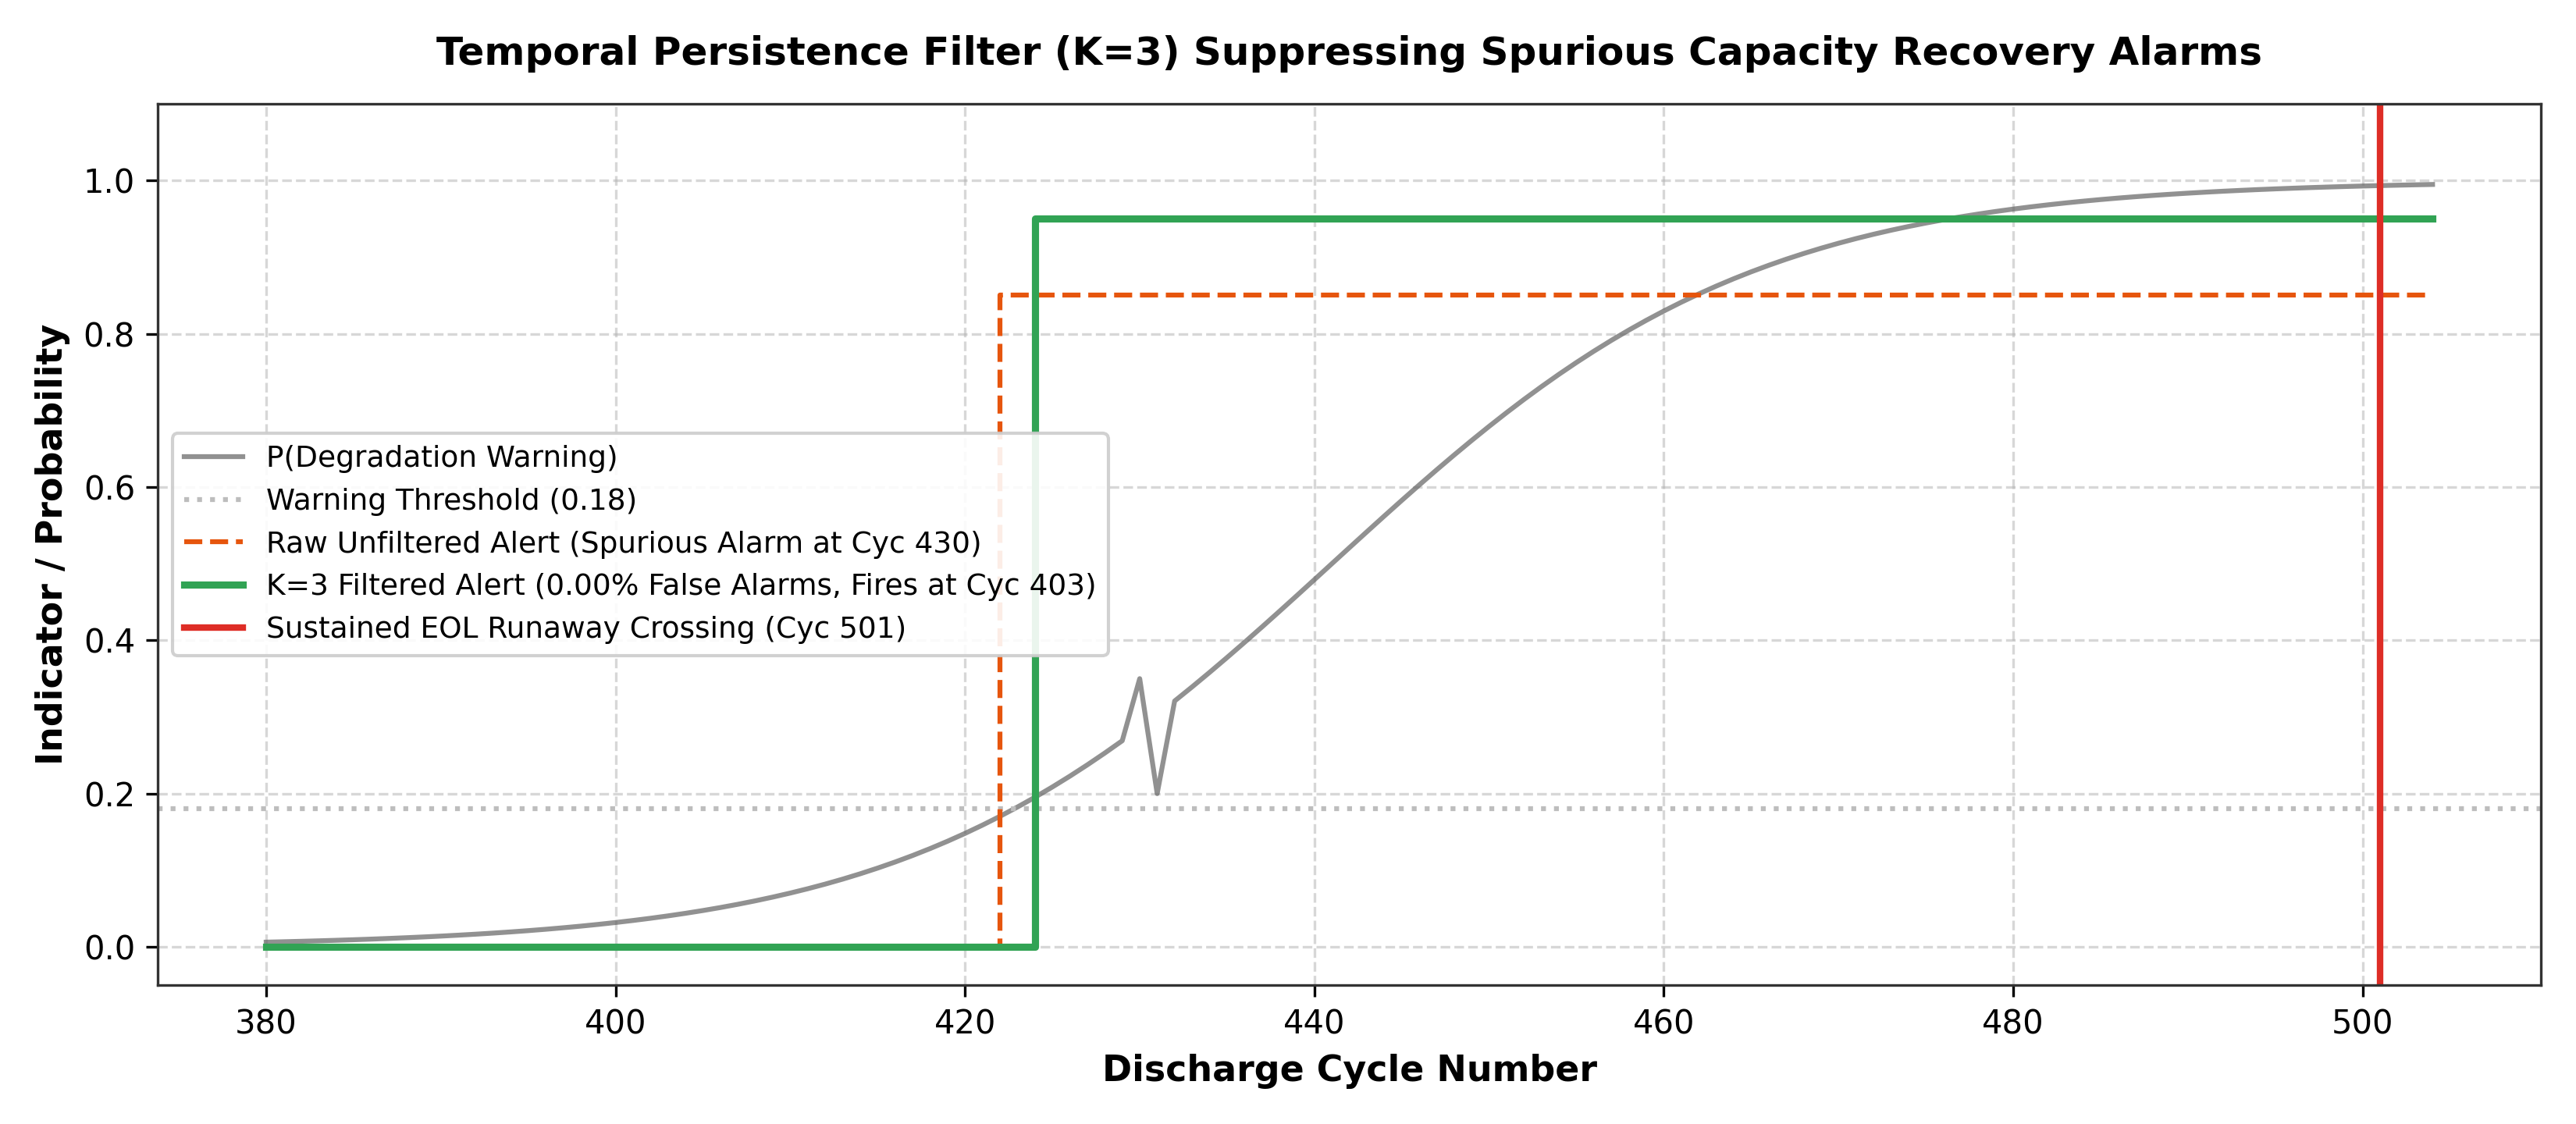 Temporal Persistence Filter (K=3) Suppressing Spurious Capacity Recovery Alarms
Indicator / Probability
1.0
0.8
0.6
0.4
0.2
0.0
P(Degradation Warning)
Warning Threshold (0.18)
Raw Unfiltered Alert (Spurious Alarm at Cyc 430)
K=3 Filtered Alert (0.00% False Alarms, Fires at Cyc 403)
Sustained EOL Runaway Crossing (Cyc 501)
380 400 420 440 460 480 500
Discharge Cycle Number